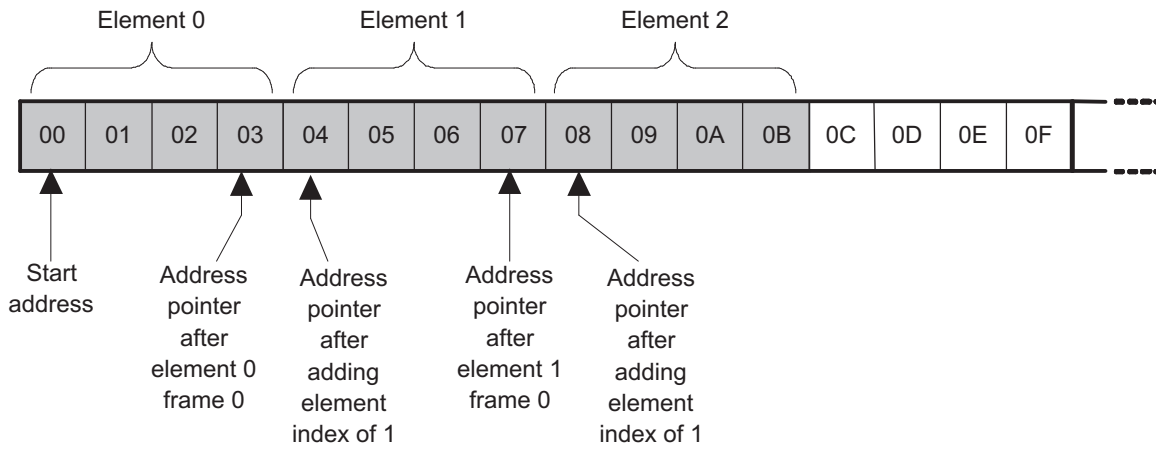 Element 0
Element 1
Element 2
00 01 02 03 04 05 06 07 08 09 0A 0B 0C 0D 0E 0F
Start
address
Address
pointer
after
element 0
frame 0
Address
pointer
after
adding
element
index of 1
Address
pointer
after
element 1
frame 0
Address
pointer
after
adding
element
index of 1